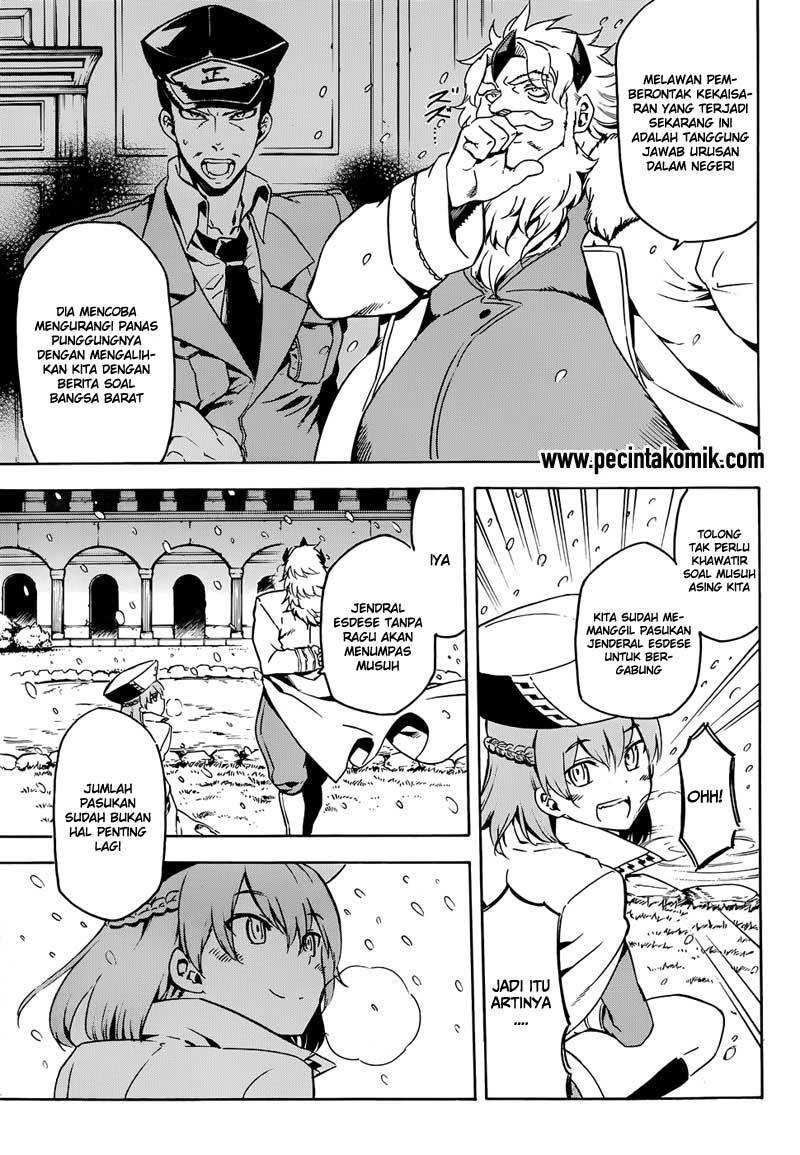 MELAWAN PEM-
BERONTAK KEKAISA-
RAN YANG TERJADI
SEKARANG INI
ADALAH TANGGUNG
JAWAB URUSAN
DALAM NEGERI
正
DIA MENCOBA
MENGURANGI PANAS
PUNGGUNGNYA
DENGAN MENGALIH-
KAN KITA DENGAN
BERITA SOAL
BANGSA BARAT
www.pecintakomik.com
TOLONG
TAK PERLU
KHAWATIR
SOAL MUSUH
ASING KITA
KITA SUDAH ME-
MANGGIL PASUKAN
JENDERAL ESDESE
UNTUK BER-
GABUNG
OHH!
JADI ITU
ARTINYA
....
IYA
JENDRAL
ESDESE TANPA
RAGU AKAN
MENUMPAS
MUSUH
JUMLAH
PASUKAN
SUDAH BUKAN
HAL PENTING
LAGI